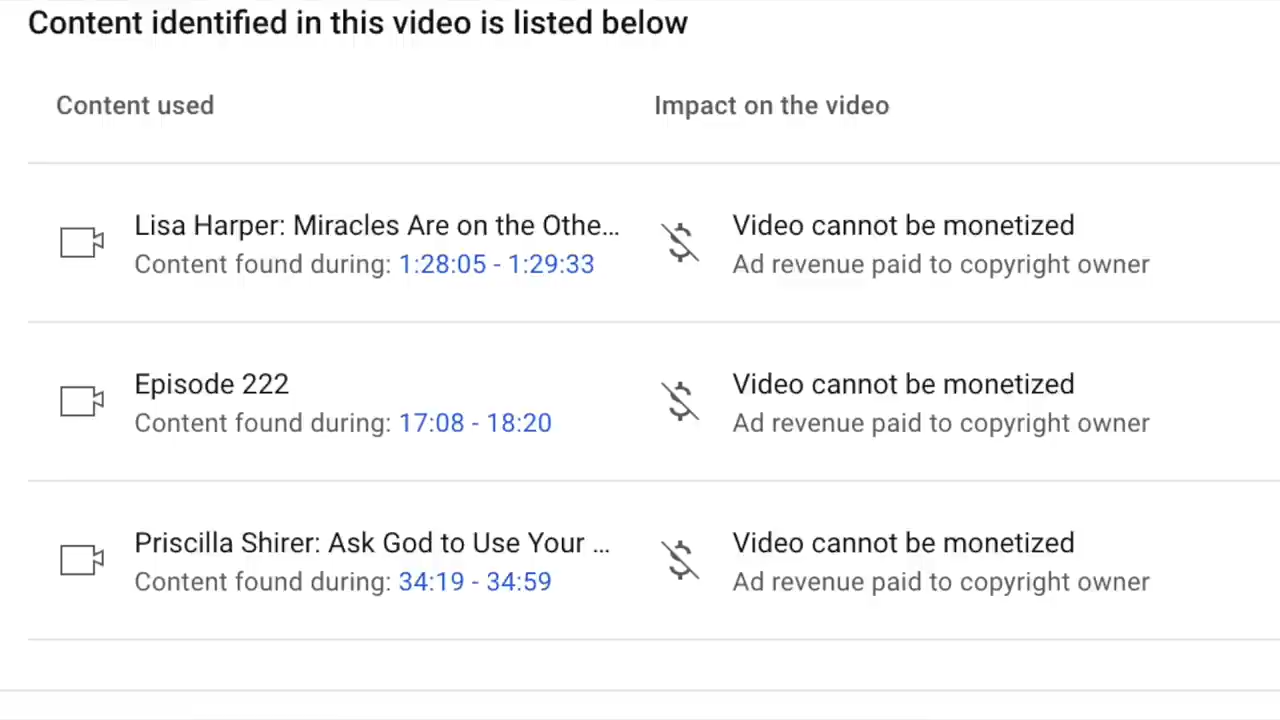 Content identified in this video is listed below
Content used
Impact on the video
Lisa Harper: Miracles Are on the Othe...
Content found during: 1:28:05 - 1:29:33
Video cannot be monetized
Ad revenue paid to copyright owner
Episode 222
Content found during: 17:08 - 18:20
Video cannot be monetized
Ad revenue paid to copyright owner
Priscilla Shirer: Ask God to Use Your ...
Content found during: 34:19 - 34:59
Video cannot be monetized
Ad revenue paid to copyright owner